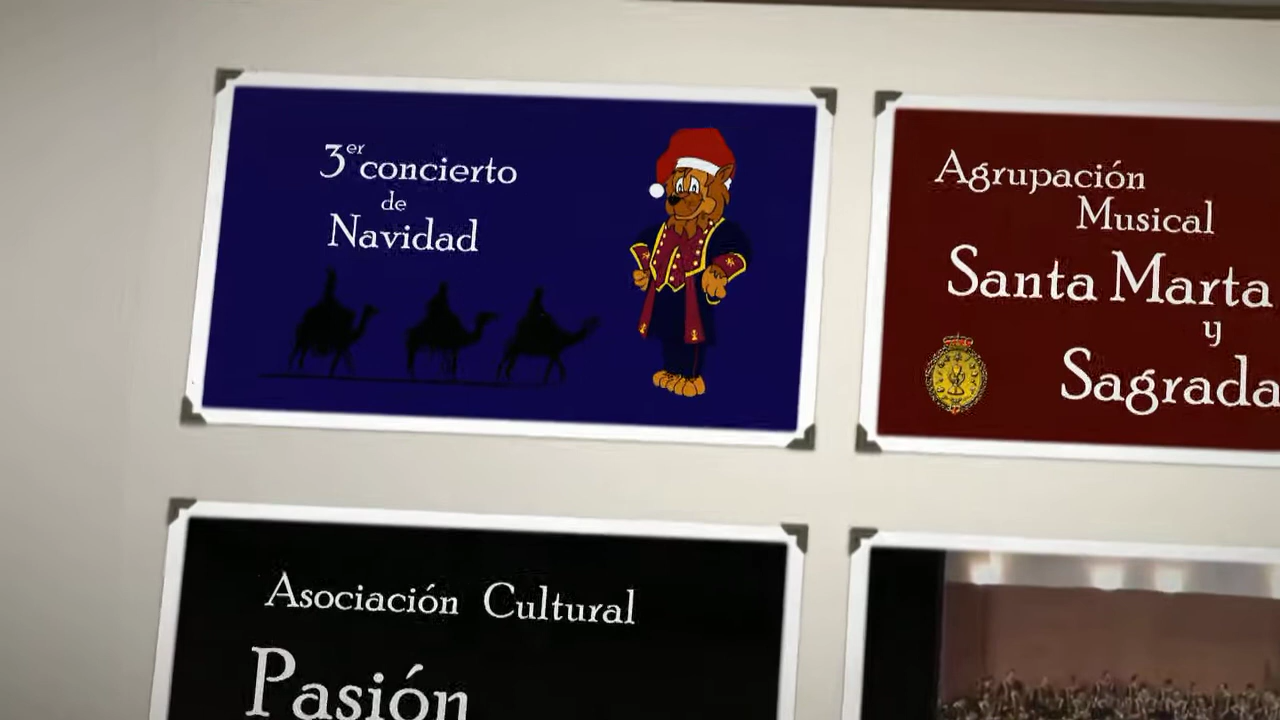 3er concierto
de
Navidad
Agrupación
Musical
Santa Marta
y
Sagrada
Asociación Cultural
Pasión